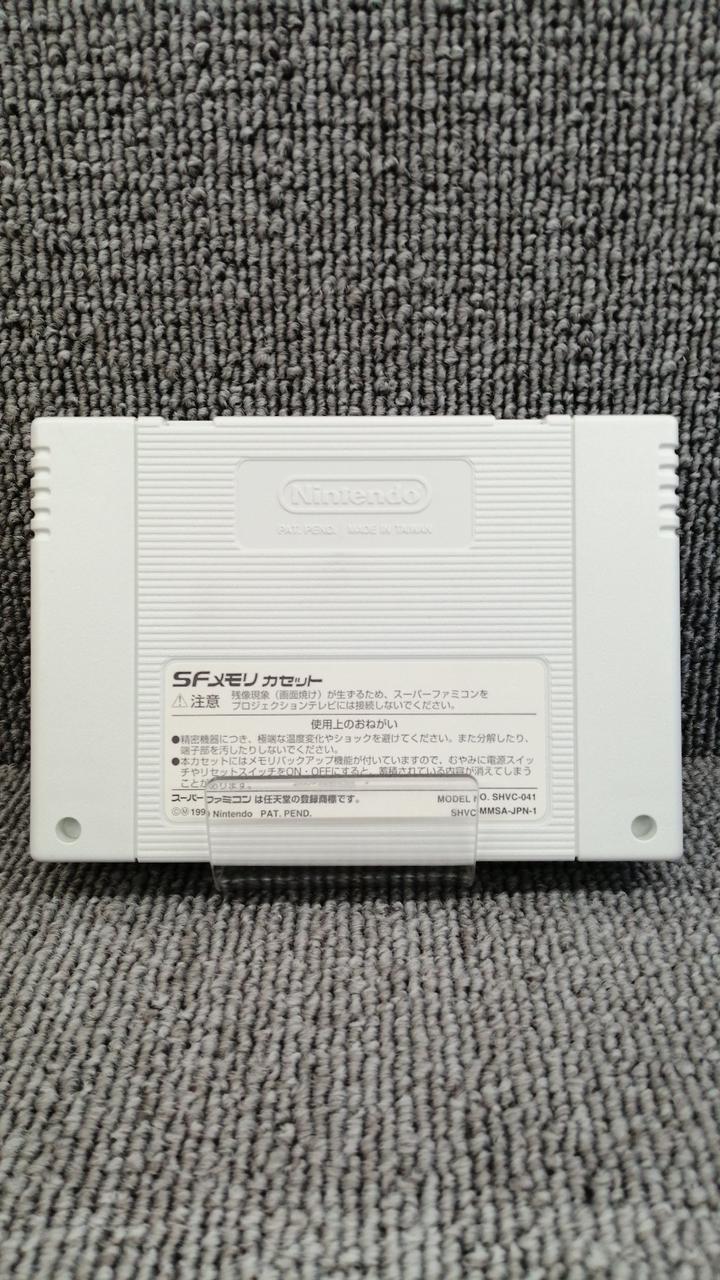 Nintendo
PAT. PEND. MADE IN TAIWAN
SFメモリ カセット
⚠注意 残像現象（画面焼け）が生ずるため、スーパーファミコンを
プロジェクションテレビには接続しないでください。
使用上のおねがい
●精密機器につき、極端な温度変化やショックを避けてください。また分解したり、
端子部を汚したりしないでください。
●本カセットにはメモリバックアップ機能が付いていますので、むやみに電源スイッ
チやリセットスイッチをON・OFFにすると、蓄積されている内容が消えてしまう
ことがあります。
スーパーファミコン は任天堂の登録商標です。 MODEL NO. SHVC-041
©Ⓜ 199 Nintendo PAT. PEND. SHVC-MMSA-JPN-1